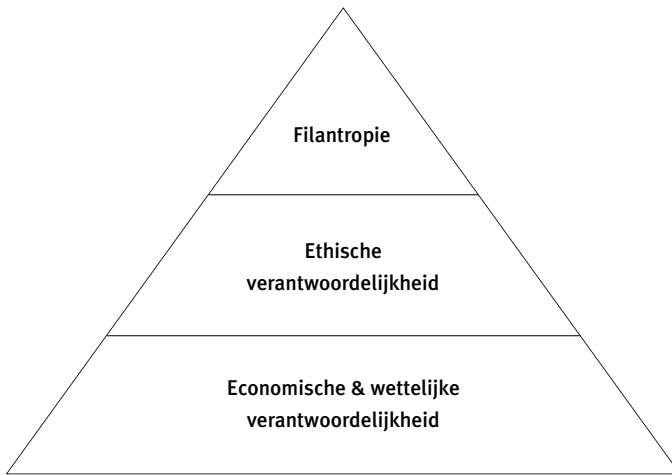 Filantropie
Ethische
verantwoordelijkheid
Economische & wettelijke
verantwoordelijkheid